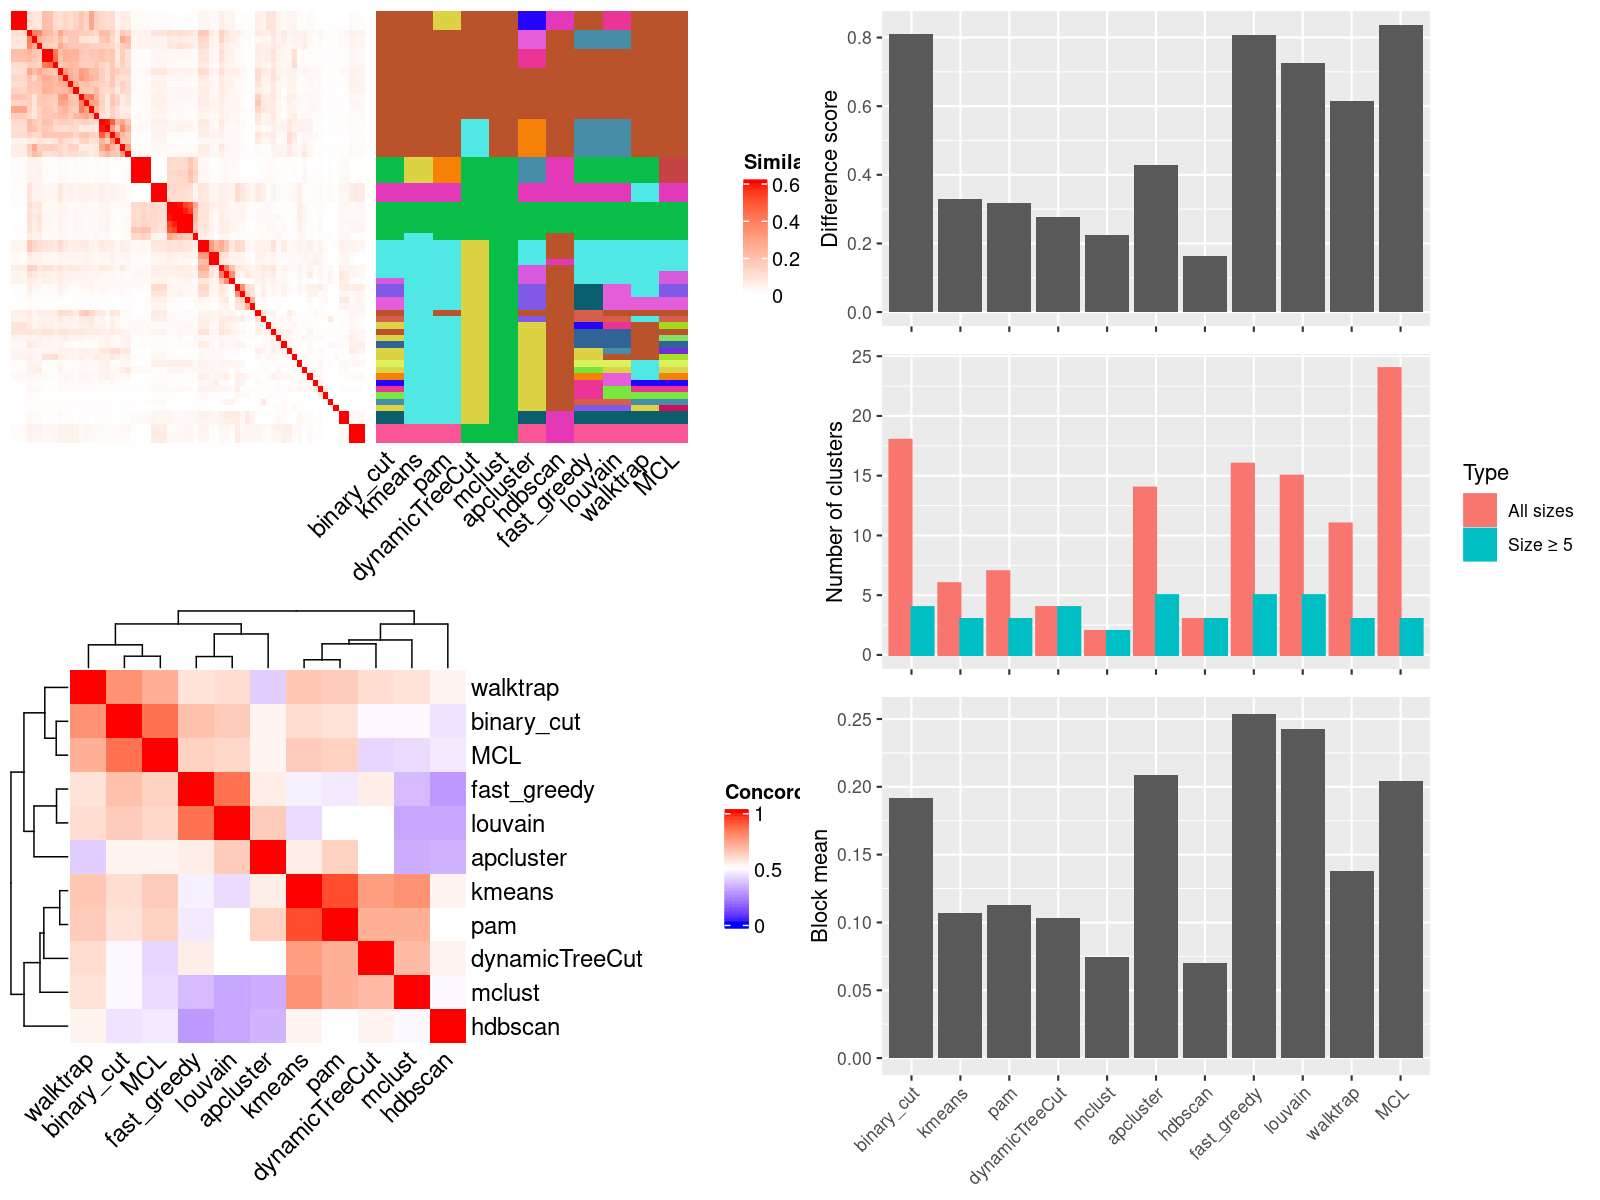 Simila
0.6
0.4
0.2
0
binary_cut
kmeans
pam
dynamicTreeCut
mclust
apcluster
hdbscan
fast_greedy
louvain
walktrap
MCL
walktrap
binary_cut
MCL
fast_greedy
louvain
apcluster
kmeans
pam
dynamicTreeCut
mclust
hdbscan
Concord
1
0.5
0
walktrap
binary_cut
MCL
fast_greedy
louvain
apcluster
kmeans
pam
dynamicTreeCut
mclust
hdbscan
Difference score
0.8
0.6
0.4
0.2
0.0
Number of clusters
25
20
15
10
5
0
Type
All sizes
Size ≥ 5
Block mean
0.25
0.20
0.15
0.10
0.05
0.00
binary_cut
kmeans
pam
dynamicTreeCut
mclust
apcluster
hdbscan
fast_greedy
louvain
walktrap
MCL